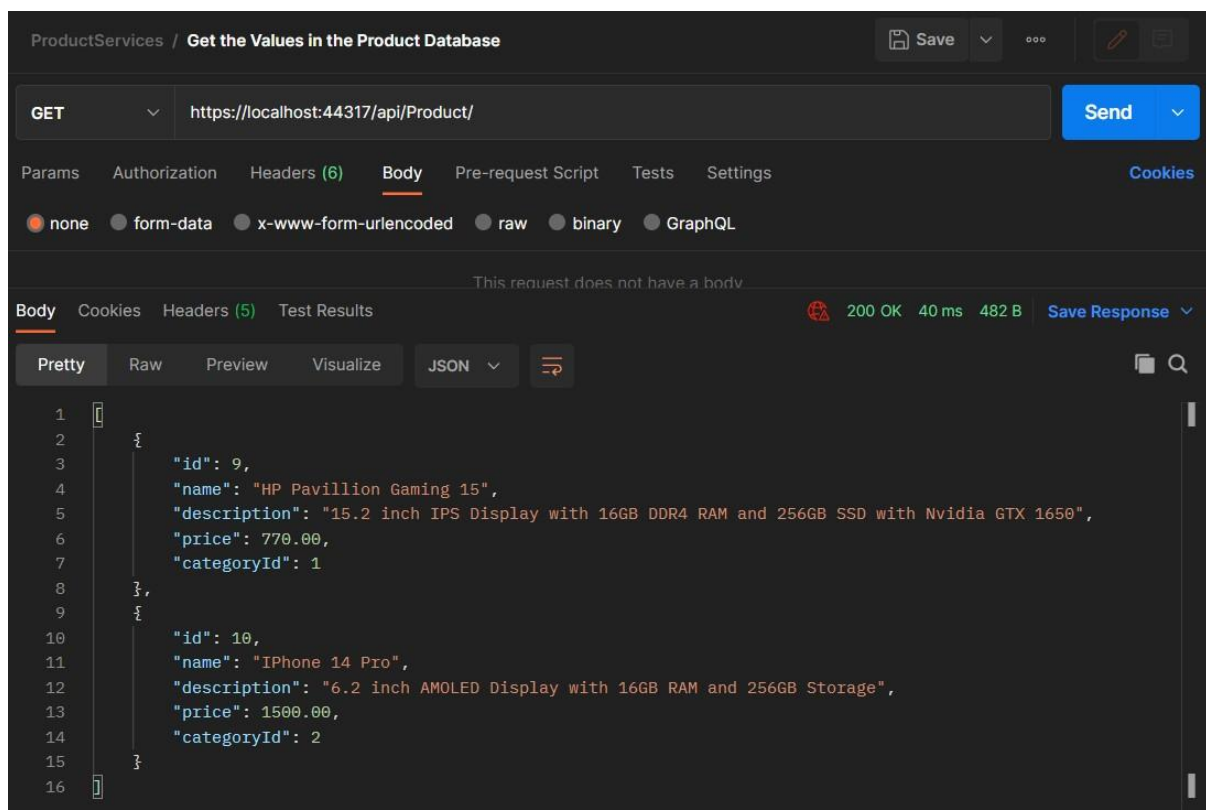 ProductServices / Get the Values in the Product Database Save
GET https://localhost:44317/api/Product/ Send
Params Authorization Headers (6) Body Pre-request Script Tests Settings Cookies
none form-data x-www-form-urlencoded raw binary GraphQL
This request does not have a body
Body Cookies Headers (5) Test Results 200 OK 40 ms 482 B Save Response
Pretty Raw Preview Visualize JSON
1 [
2 {
3 "id": 9,
4 "name": "HP Pavillion Gaming 15",
5 "description": "15.2 inch IPS Display with 16GB DDR4 RAM and 256GB SSD with Nvidia GTX 1650",
6 "price": 770.00,
7 "categoryId": 1
8 },
9 {
10 "id": 10,
11 "name": "IPhone 14 Pro",
12 "description": "6.2 inch AMOLED Display with 16GB RAM and 256GB Storage",
13 "price": 1500.00,
14 "categoryId": 2
15 }
16 ]